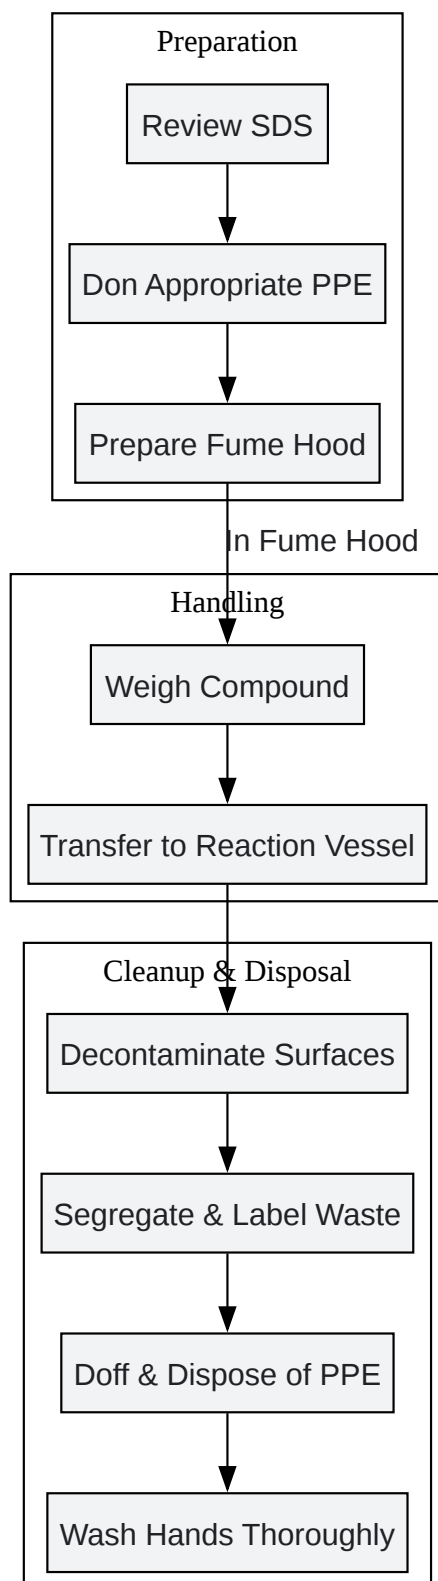 Preparation
Review SDS
Don Appropriate PPE
Prepare Fume Hood
In Fume Hood
Handling
Weigh Compound
Transfer to Reaction Vessel
Cleanup & Disposal
Decontaminate Surfaces
Segregate & Label Waste
Doff & Dispose of PPE
Wash Hands Thoroughly